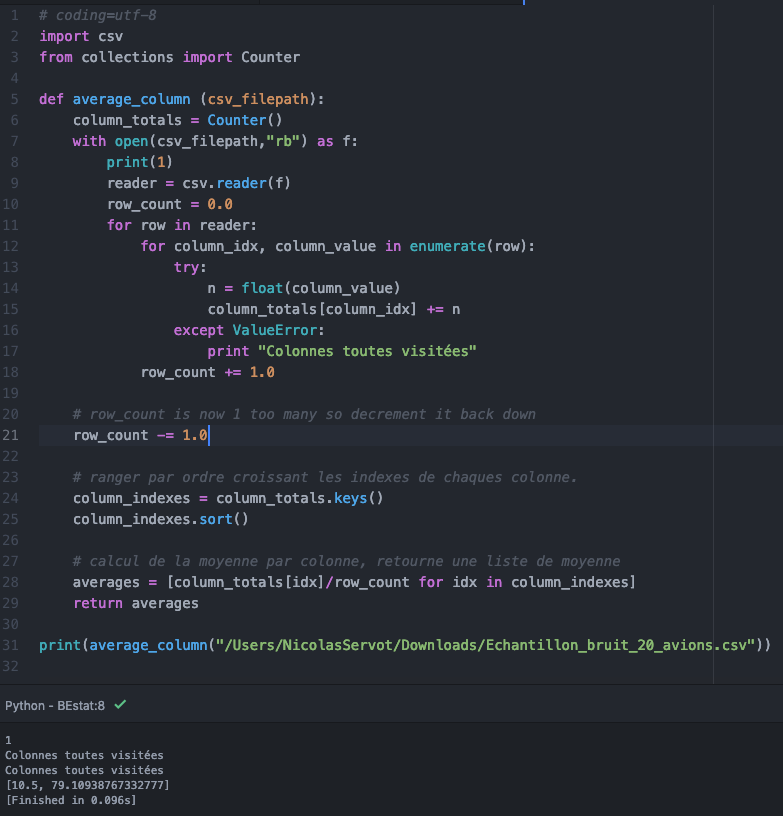 1 # coding=utf-8
2 import csv
3 from collections import Counter
4
5 def average_column (csv_filepath):
6     column_totals = Counter()
7     with open(csv_filepath,"rb") as f:
8         print(1)
9         reader = csv.reader(f)
10         row_count = 0.0
11         for row in reader:
12             for column_idx, column_value in enumerate(row):
13                 try:
14                     n = float(column_value)
15                     column_totals[column_idx] += n
16                 except ValueError:
17                     print "Colonnes toutes visitées"
18             row_count += 1.0
19
20     # row_count is now 1 too many so decrement it back down
21     row_count -= 1.0
22
23     # ranger par ordre croissant les indexes de chaques colonne.
24     column_indexes = column_totals.keys()
25     column_indexes.sort()
26
27     # calcul de la moyenne par colonne, retourne une liste de moyenne
28     averages = [column_totals[idx]/row_count for idx in column_indexes]
29     return averages
30
31 print(average_column("/Users/NicolasServot/Downloads/Echantillon_bruit_20_avions.csv"))
32
Python - BEstat:8 ✓
1
Colonnes toutes visitées
Colonnes toutes visitées
[10.5, 79.10938767332777]
[Finished in 0.096s]